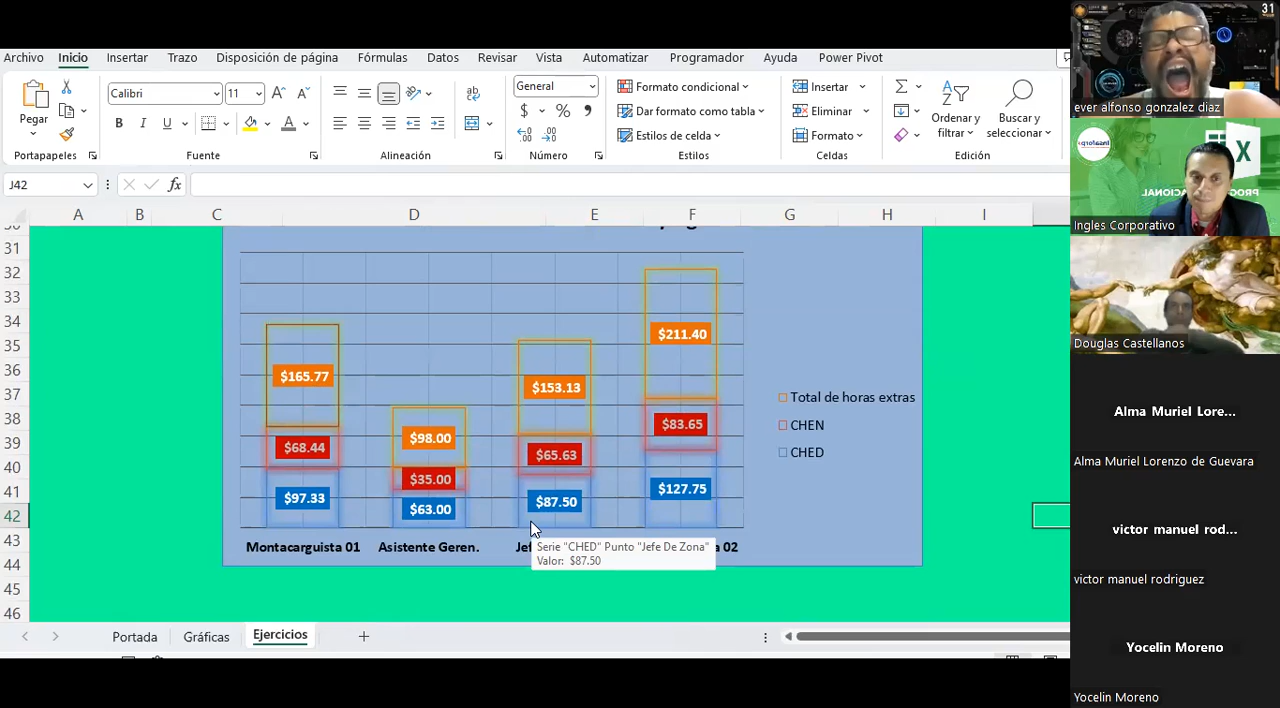 Archivo Inicio Insertar Trazo Disposición de página Fórmulas Datos Revisar Vista Automatizar Programador Ayuda Power Pivot
Pegar
Portapapeles
Calibri 11
N K S
Fuente
Alineación
General
$ %
Número
Formato condicional
Dar formato como tabla
Estilos de celda
Estilos
Insertar
Eliminar
Formato
Celdas
Ordenar y filtrar
Buscar y seleccionar
Edición
J42
fx
A B C D E F G H I
31
32
33
34
35
36
37
38
39
40
41
42
43
44
45
46
$165.77
$68.44
$97.33
$98.00
$35.00
$63.00
$153.13
$65.63
$87.50
$211.40
$83.65
$127.75
Total de horas extras
CHEN
CHED
Montacarguista 01 Asistente Geren.
02
Serie "CHED" Punto "Jefe De Zona"
Valor: $87.50
Portada Gráficas Ejercicios
31
ever alfonso gonzalez diaz
Insaforp
X
Ingles Corporativo
Douglas Castellanos
Alma Muriel Lore...
Alma Muriel Lorenzo de Guevara
victor manuel rod...
victor manuel rodriguez
Yocelin Moreno
Yocelin Moreno